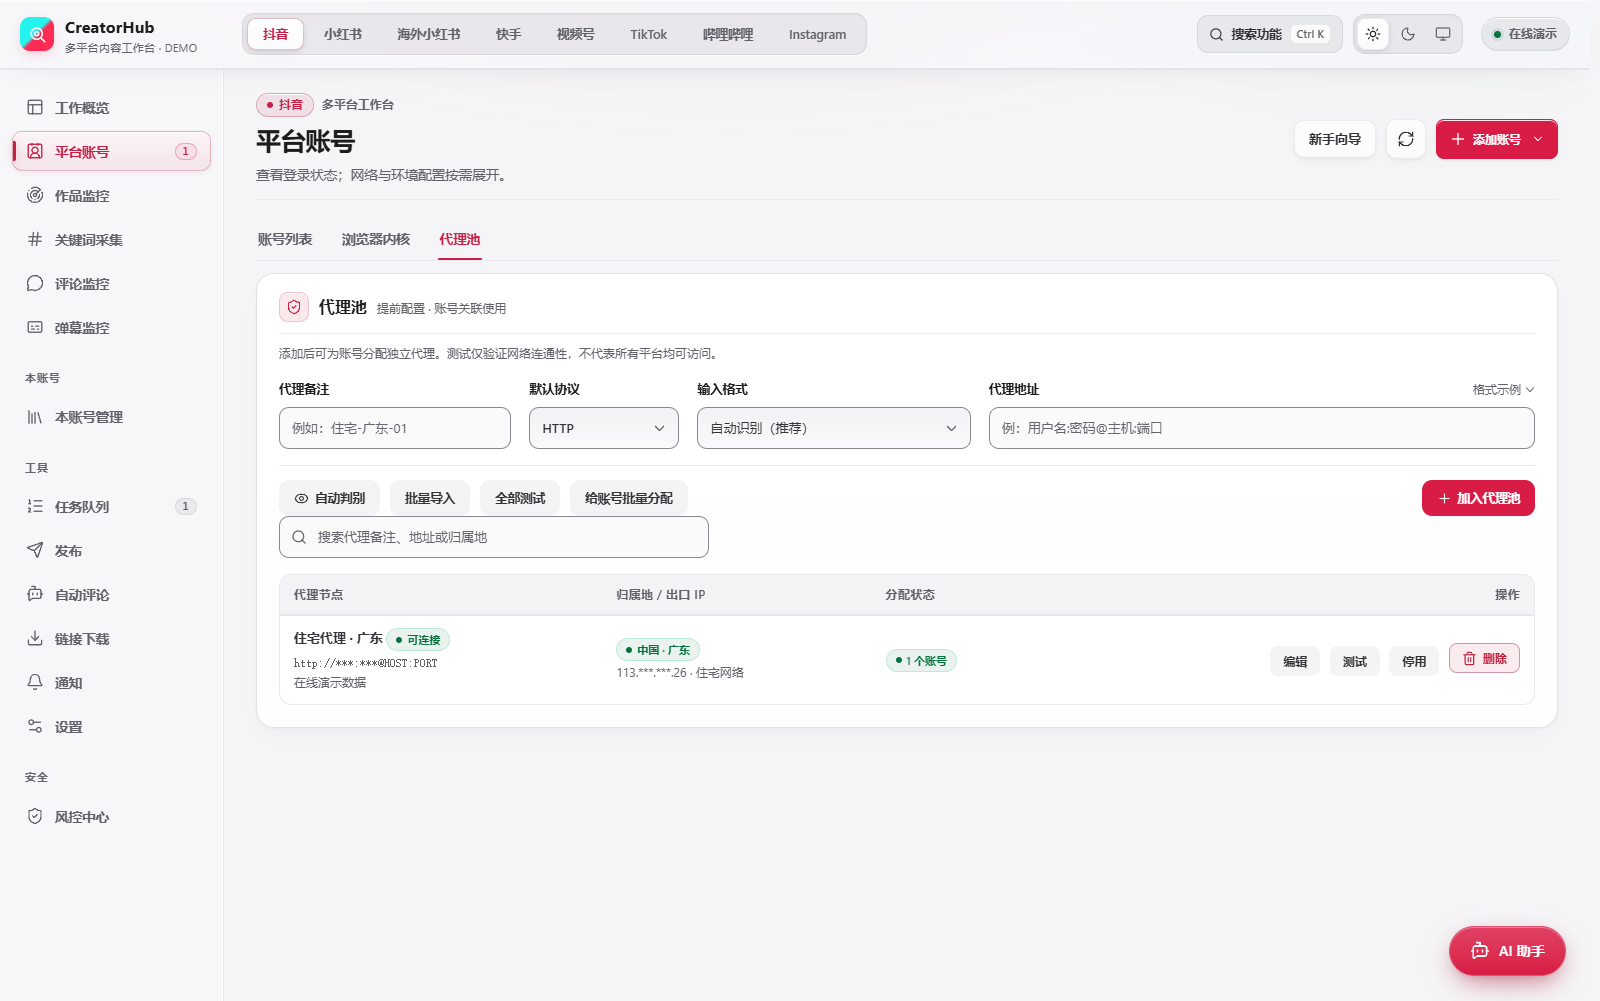 CreatorHub
多平台内容工作台 · DEMO
抖音
小红书
海外小红书
快手
视频号
TikTok
哔哩哔哩
Instagram
搜索功能
Ctrl K
在线演示
工作概览
平台账号
1
作品监控
关键词采集
评论监控
弹幕监控
本账号
本账号管理
工具
任务队列
1
发布
自动评论
链接下载
通知
设置
安全
风控中心
抖音
多平台工作台
平台账号
查看登录状态；网络与环境配置按需展开。
新手向导
添加账号
账号列表
浏览器内核
代理池
代理池
提前配置 · 账号关联使用
添加后可为账号分配独立代理。测试仅验证网络连通性，不代表所有平台均可访问。
代理备注
默认协议
输入格式
代理地址
格式示例
例如：住宅-广东-01
HTTP
自动识别（推荐）
例：用户名:密码@主机:端口
自动判别
批量导入
全部测试
给账号批量分配
加入代理池
搜索代理备注、地址或归属地
代理节点
归属地 / 出口 IP
分配状态
操作
住宅代理 · 广东
可连接
http://***:***@HOST:PORT
在线演示数据
中国 · 广东
113.***.***.26 · 住宅网络
1 个账号
编辑
测试
停用
删除
AI 助手